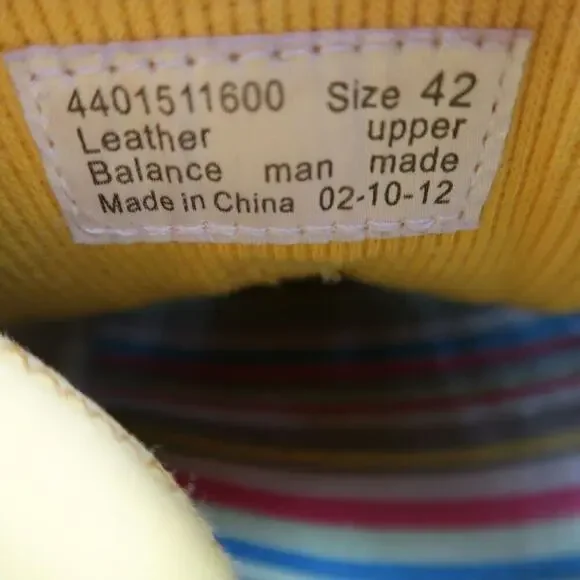 4401511600 Size 42
Leather upper
Balance man made
Made in China 02-10-12